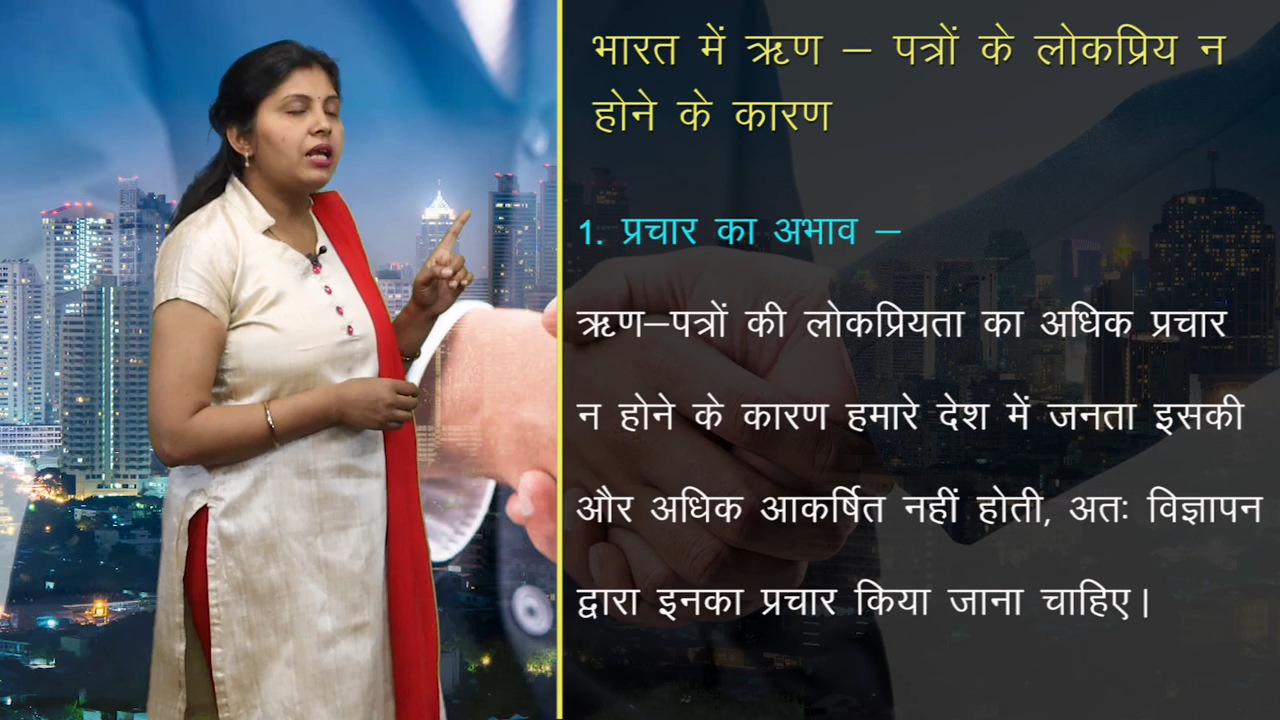 भारत में ऋण – पत्रों के लोकप्रिय न
होने के कारण
1. प्रचार का अभाव –
ऋण–पत्रों की लोकप्रियता का अधिक प्रचार
न होने के कारण हमारे देश में जनता इसकी
और अधिक आकर्षित नहीं होती, अतः विज्ञापन
द्वारा इनका प्रचार किया जाना चाहिए।